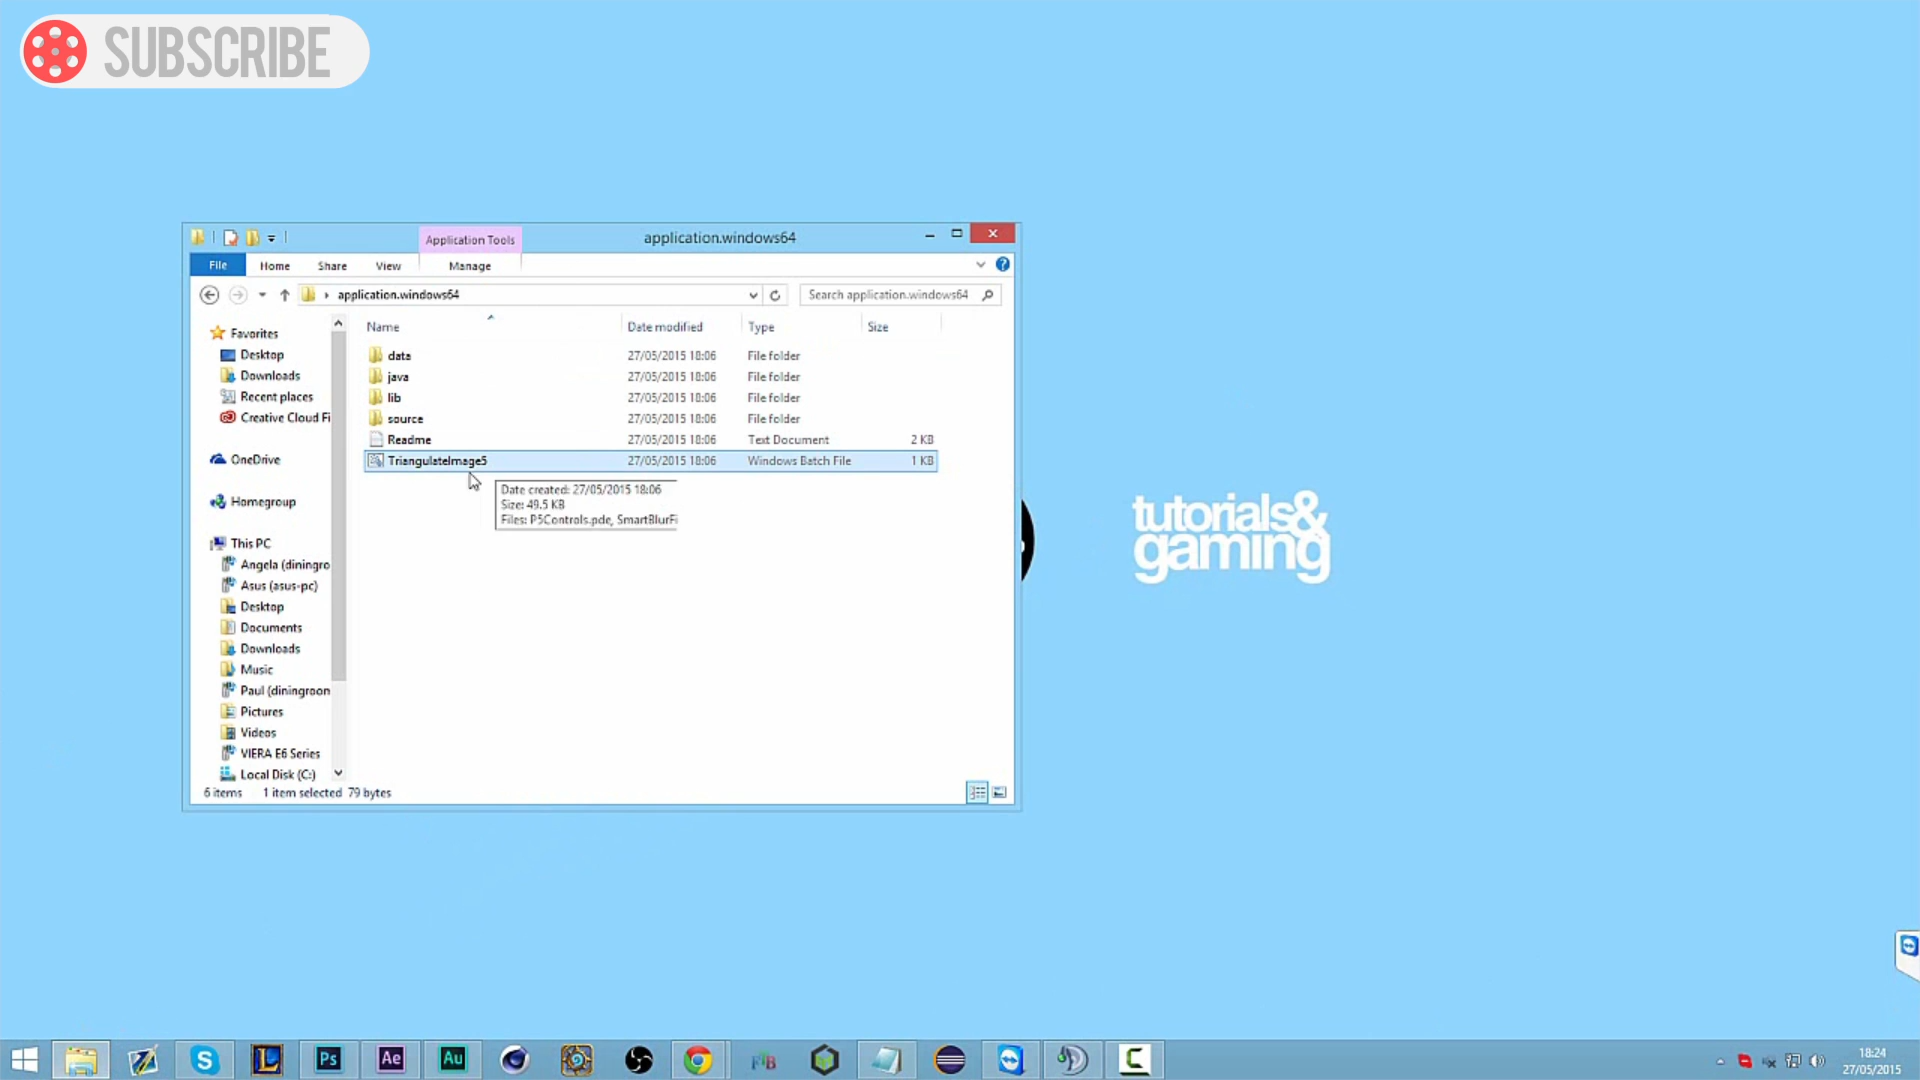 SUBSCRIBE
Application Tools
application.windows64
File
Home
Share
View
Manage
application.windows64
Search application.windows64
Name
Date modified
Type
Size
data 27/05/2015 18:06 File folder
java 27/05/2015 18:06 File folder
lib 27/05/2015 18:06 File folder
source 27/05/2015 18:06 File folder
Readme 27/05/2015 18:06 Text Document 2 KB
TriangulateImage5 27/05/2015 18:06 Windows Batch File 1 KB
Date created: 27/05/2015 18:06
Size: 49.5 KB
Files: P5Controls.pde, SmartBlurFi
Favorites
Desktop
Downloads
Recent places
Creative Cloud Fi
OneDrive
Homegroup
This PC
Angela (diningro
Asus (asus-pc)
Desktop
Documents
Downloads
Music
Paul (diningroon
Pictures
Videos
VIERA E6 Series
Local Disk (C:)
6 items 1 item selected 79 bytes
tutorials&
gaming
Ps
Ae
Au
18:24
27/05/2015